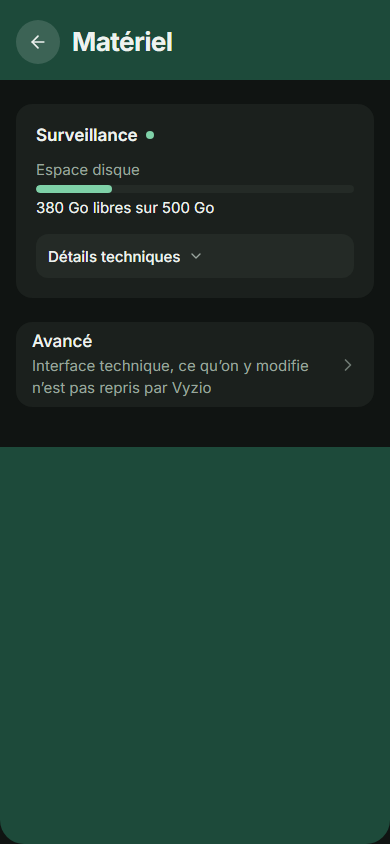 Matériel
Surveillance
Espace disque
380 Go libres sur 500 Go
Détails techniques
Avancé
Interface technique, ce qu’on y modifie
n’est pas repris par Vyzio